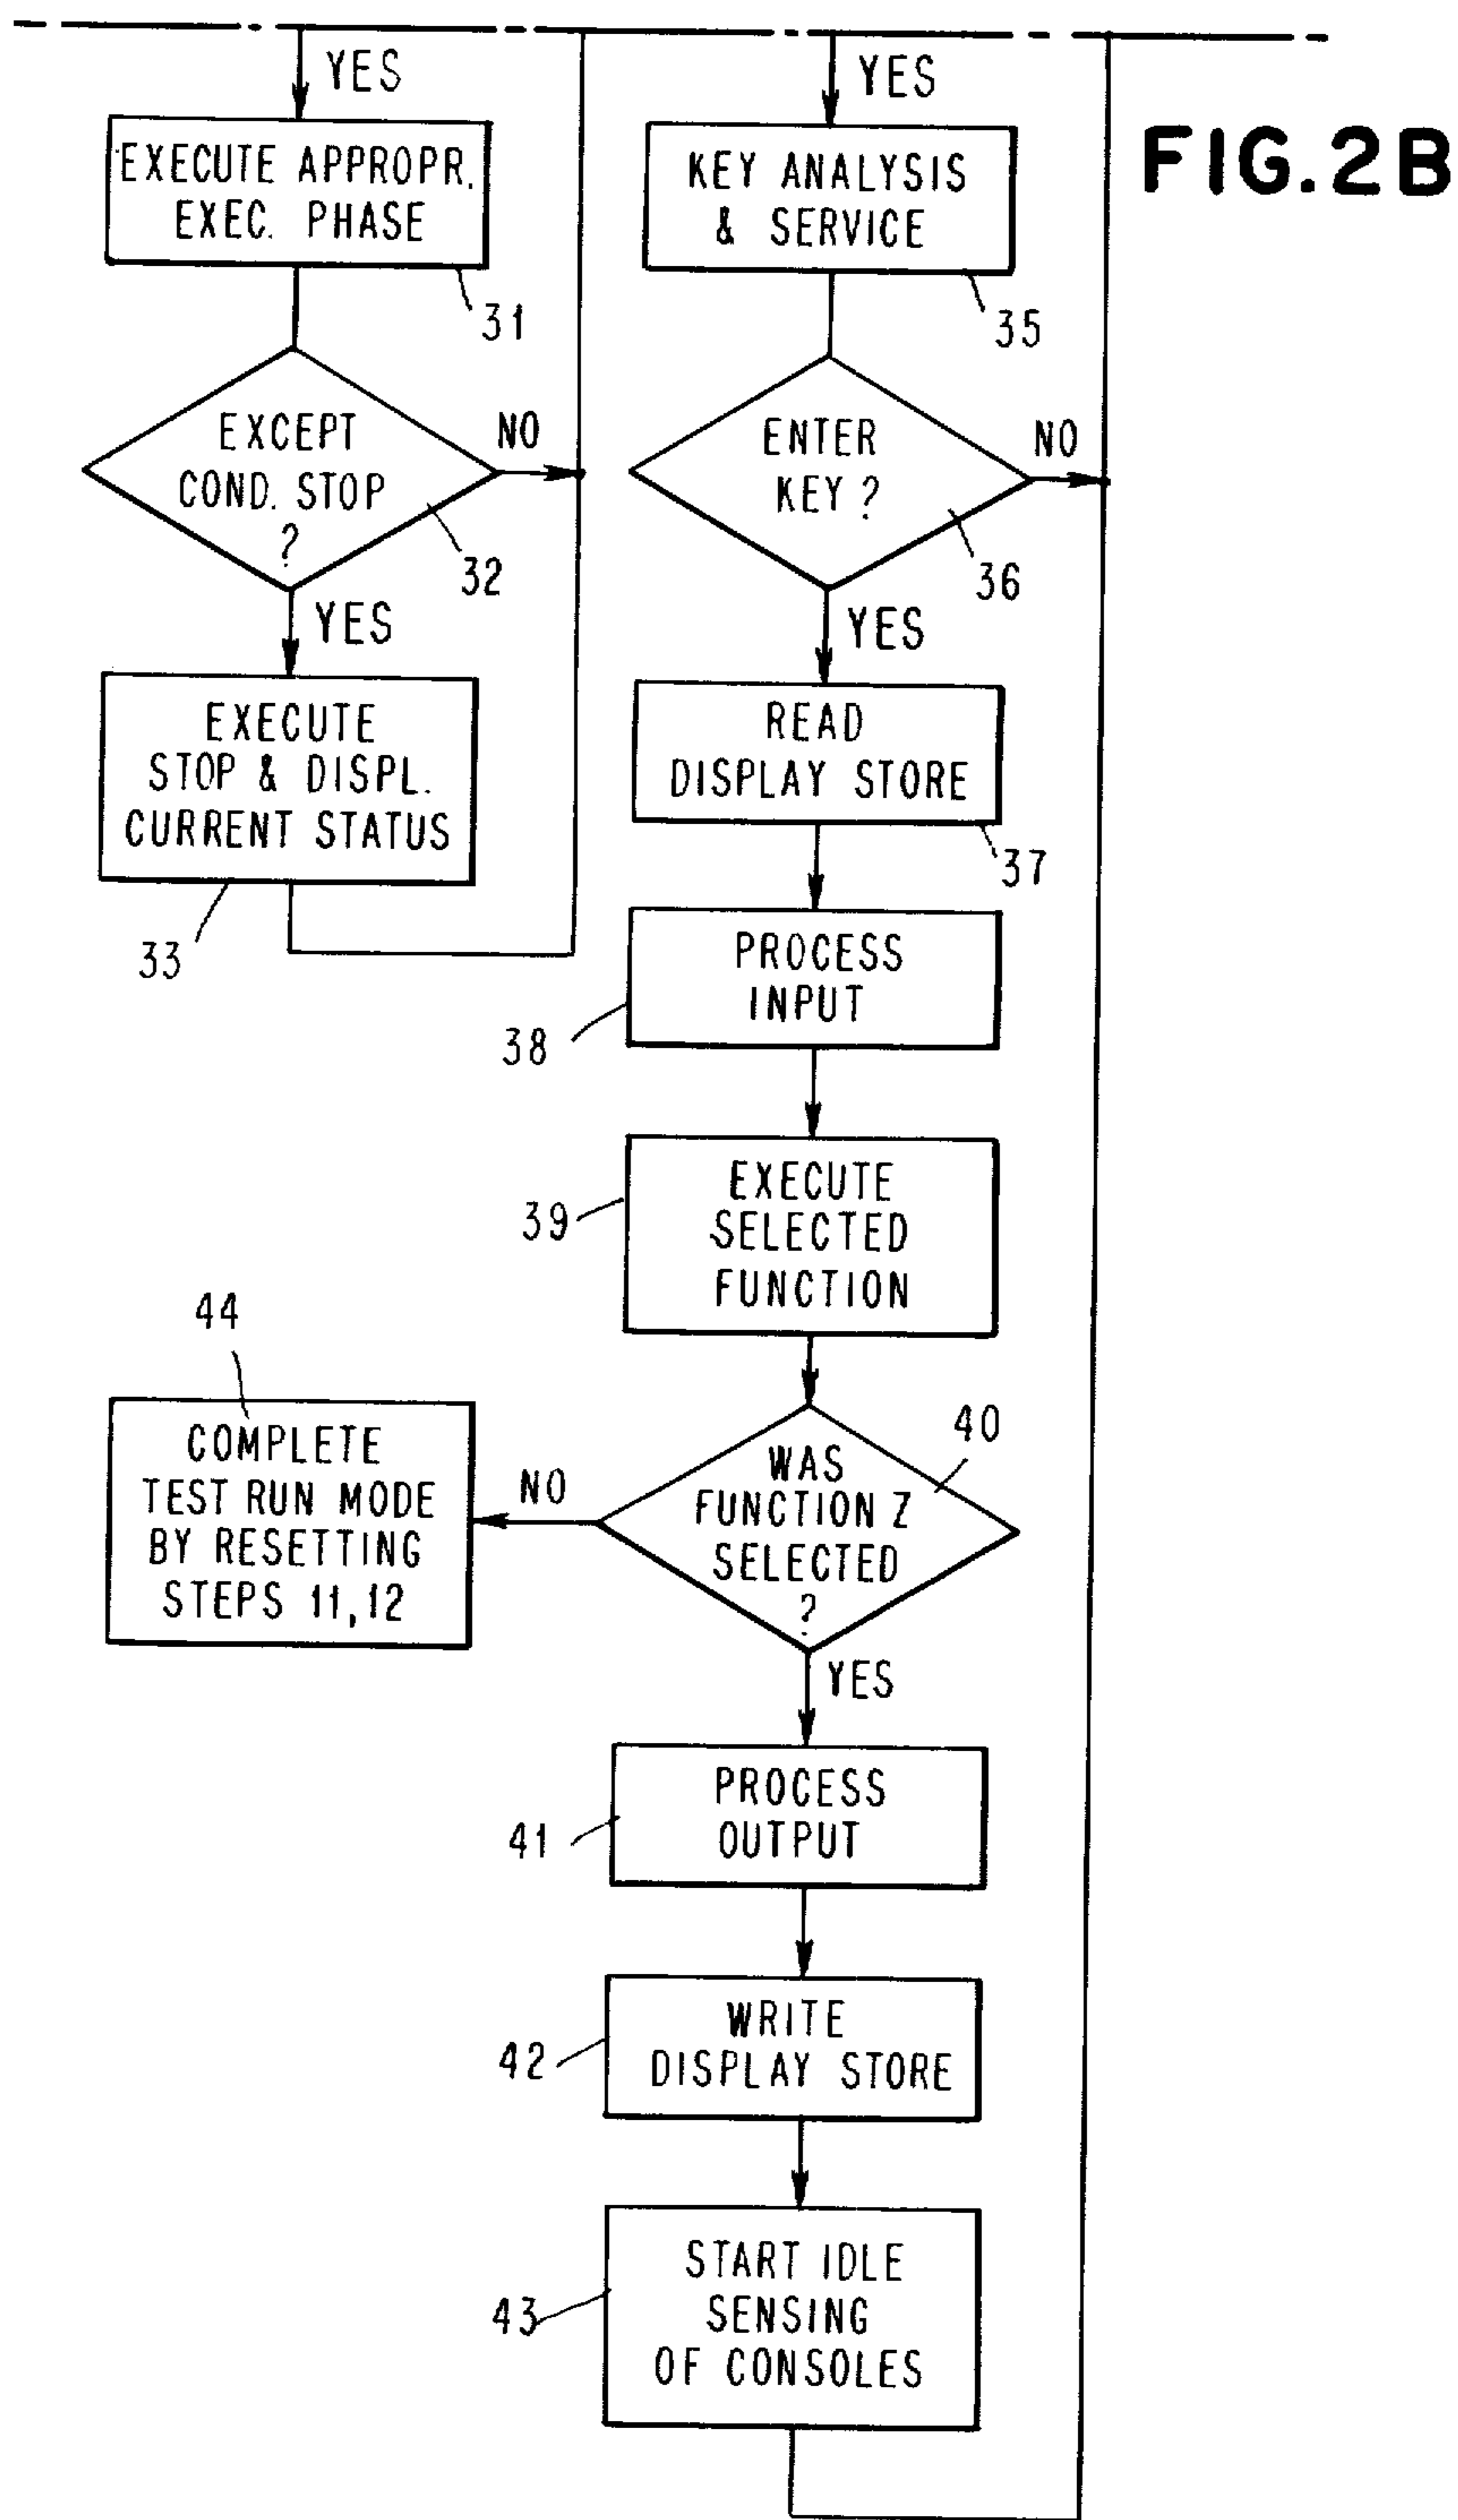 YES
YES
FIG.2B
EXECUTE APPROPR.
EXEC. PHASE
31
KEY ANALYSIS
& SERVICE
35
EXCEPT
COND. STOP
?
NO
32
ENTER
KEY?
NO
36
YES
YES
EXECUTE
STOP & DISPL.
CURRENT STATUS
33
READ
DISPLAY STORE
37
PROCESS
INPUT
38
EXECUTE
SELECTED
FUNCTION
39
44
COMPLETE
TEST RUN MODE
BY RESETTING
STEPS 11,12
NO
WAS
FUNCTION Z
SELECTED
?
40
YES
PROCESS
OUTPUT
41
WRITE
DISPLAY STORE
42
START IDLE
SENSING
OF CONSOLES
43